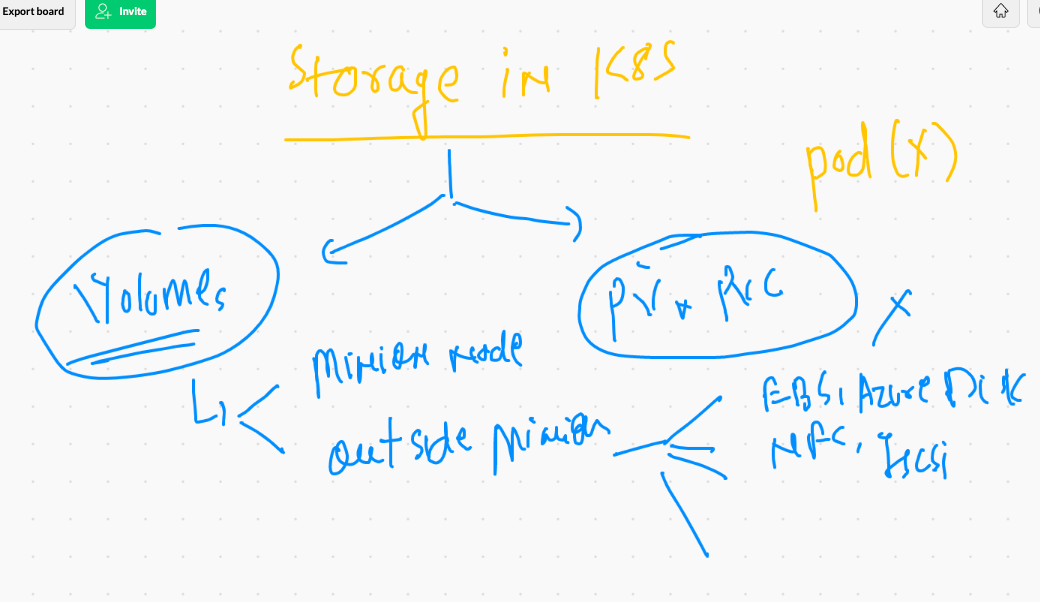 Export board
Invite
Storage in K8S
pod (x)
Volumes
PV x PVC
x
Minion node
outside Minion
EBS, Azure Disk
NFS, Iscsi